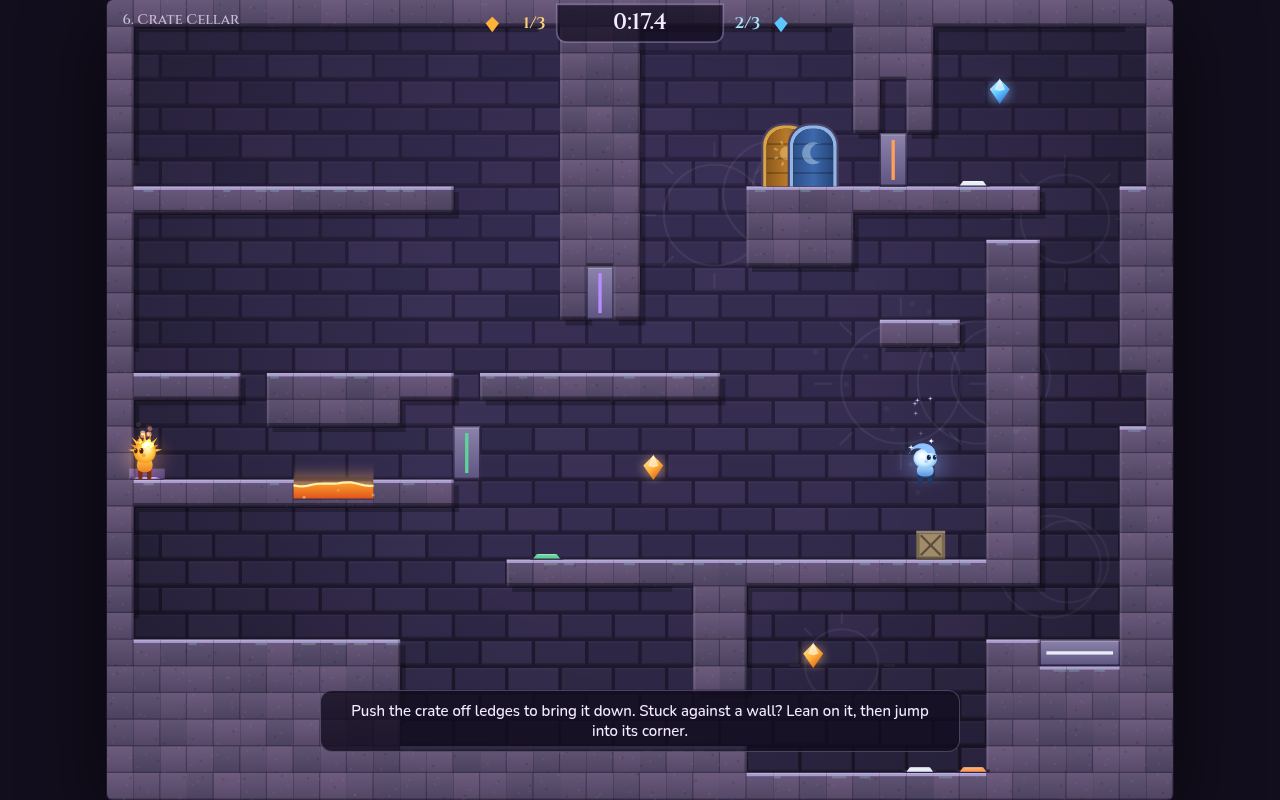 6. Crate Cellar
1/3
0:17.4
2/3
Push the crate off ledges to bring it down. Stuck against a wall? Lean on it, then jump
into its corner.